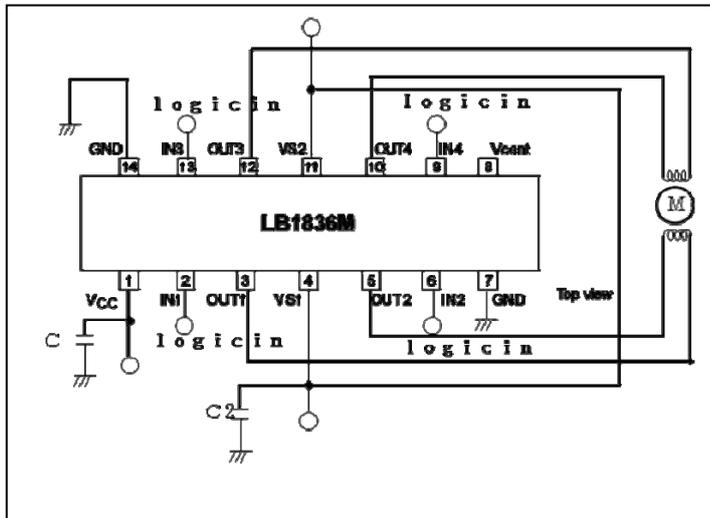 logicin logicin
GND IN3 OUT3 VS2 OUT4 IN4 Vcont
14 13 12 11 10 9 8
LB1836M
M
1 2 3 4 5 6 7
VCC IN1 OUT1 VS1 OUT2 IN2 GND Top view
C logicin logicin
C2